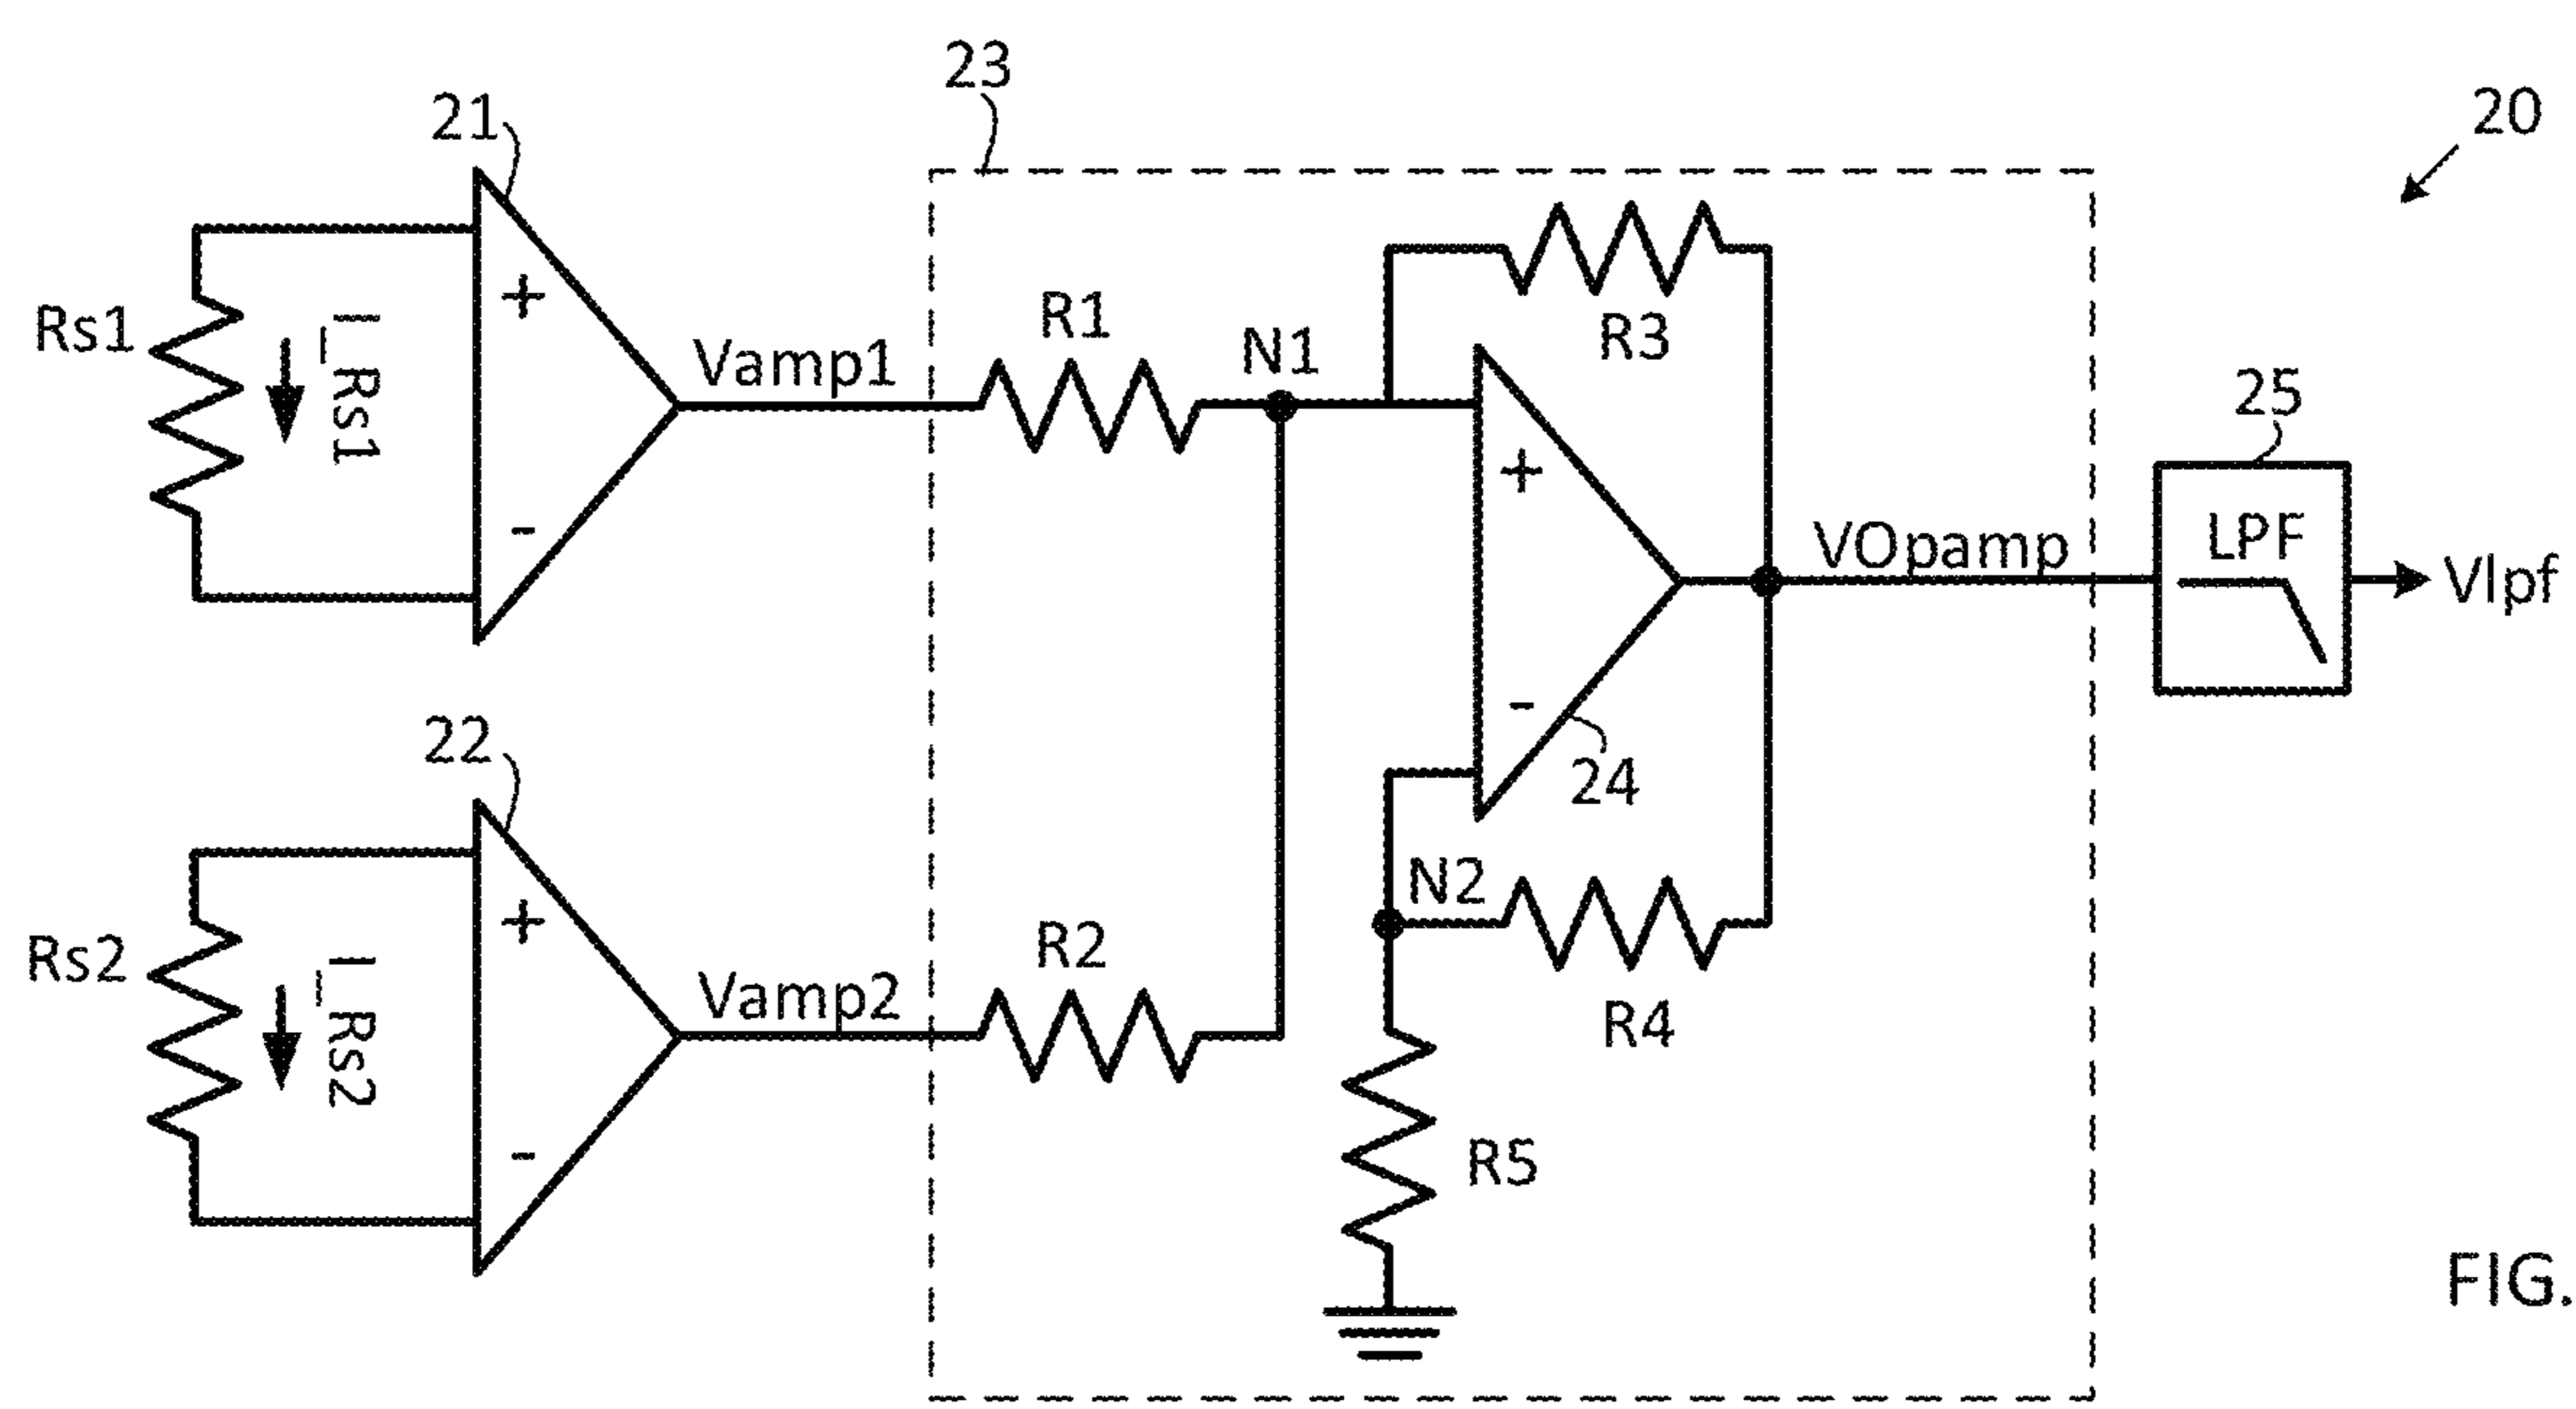 23
20
21
Rs1
I_Rs1
+
-
Vamp1
R1
N1
R3
+
-
24
VOpamp
25
LPF
Vlpf
22
Rs2
I_Rs2
+
-
Vamp2
R2
N2
R4
R5
FIG.